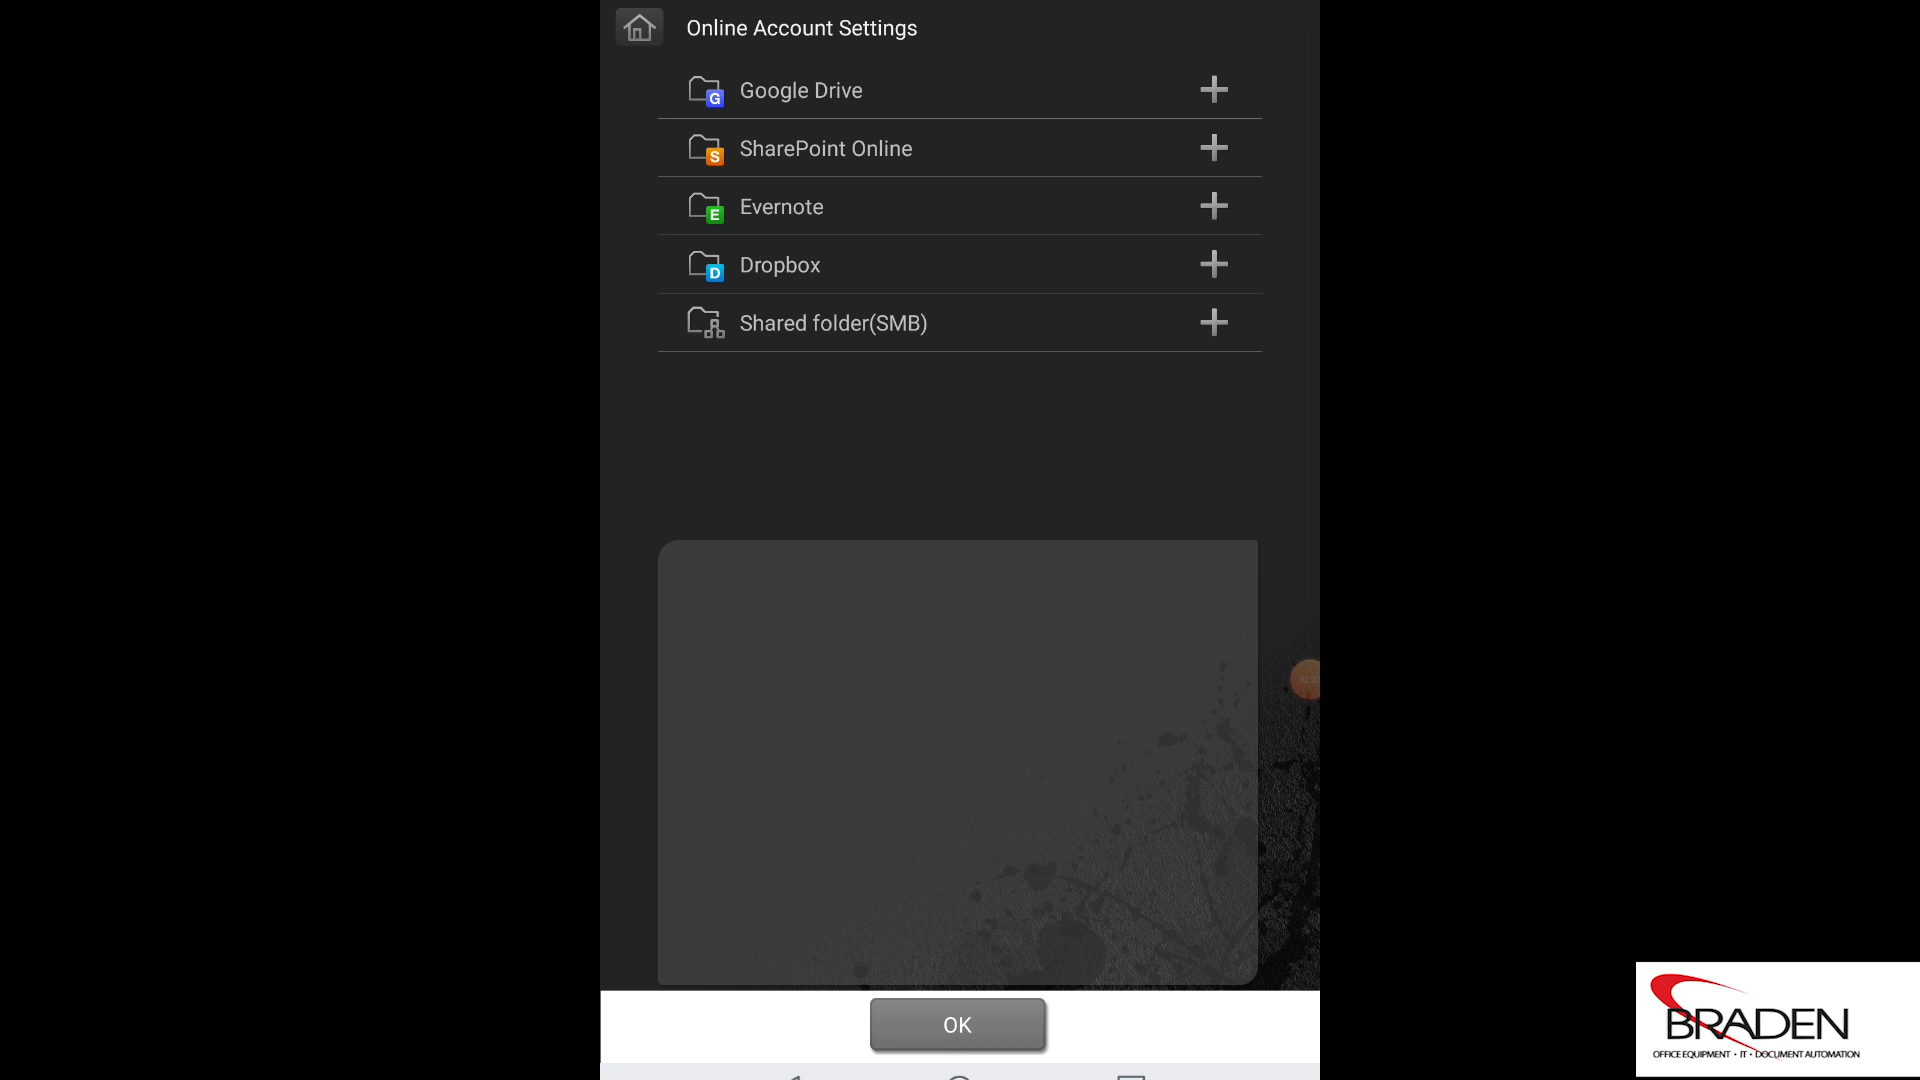 Online Account Settings
G Google Drive
S SharePoint Online
E Evernote
D Dropbox
Shared folder(SMB)
OK
BRADEN
OFFICE EQUIPMENT • IT • DOCUMENT AUTOMATION